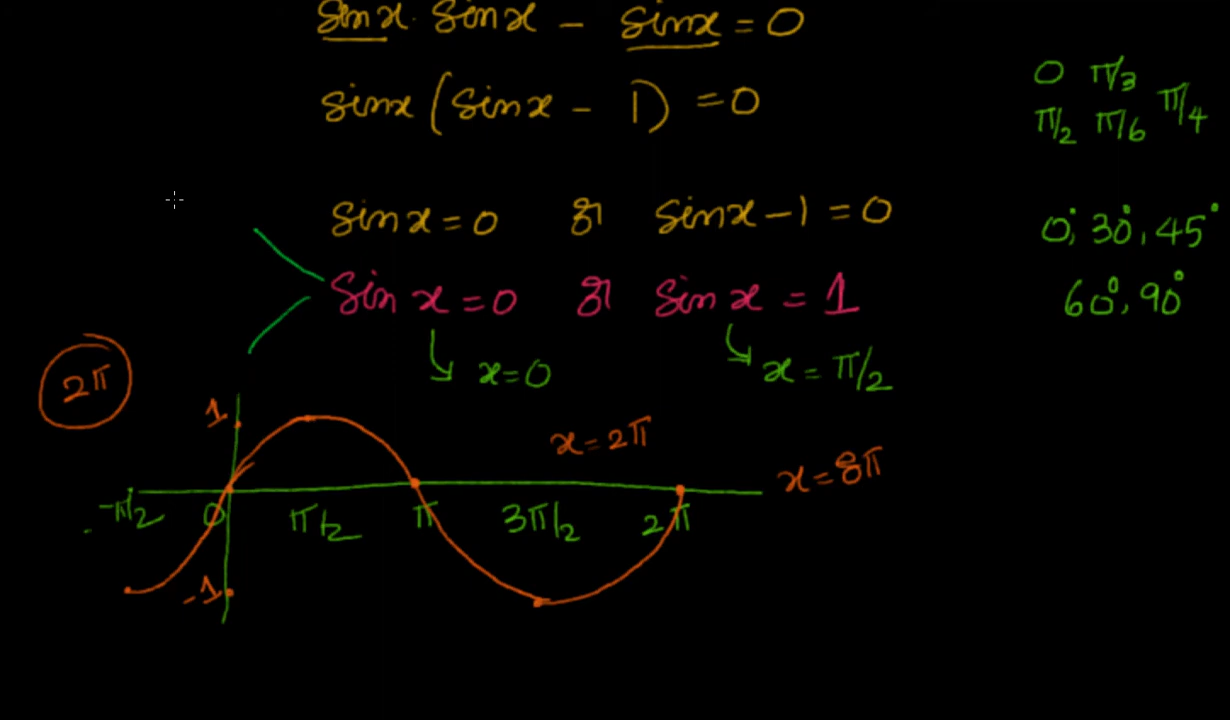 sinx · sinx - sinx = 0
sinx (sinx - 1) = 0
sinx = 0 sinx - 1 = 0
sin x = 0 sin x = 1
x = 0 x = π/2
0 π/3
π/4
π/2 π/6
0°, 30°, 45°
60°, 90°
2π
1
x = 2π
x = 8π
-π/2 0 π/2 π 3π/2 2π
-1